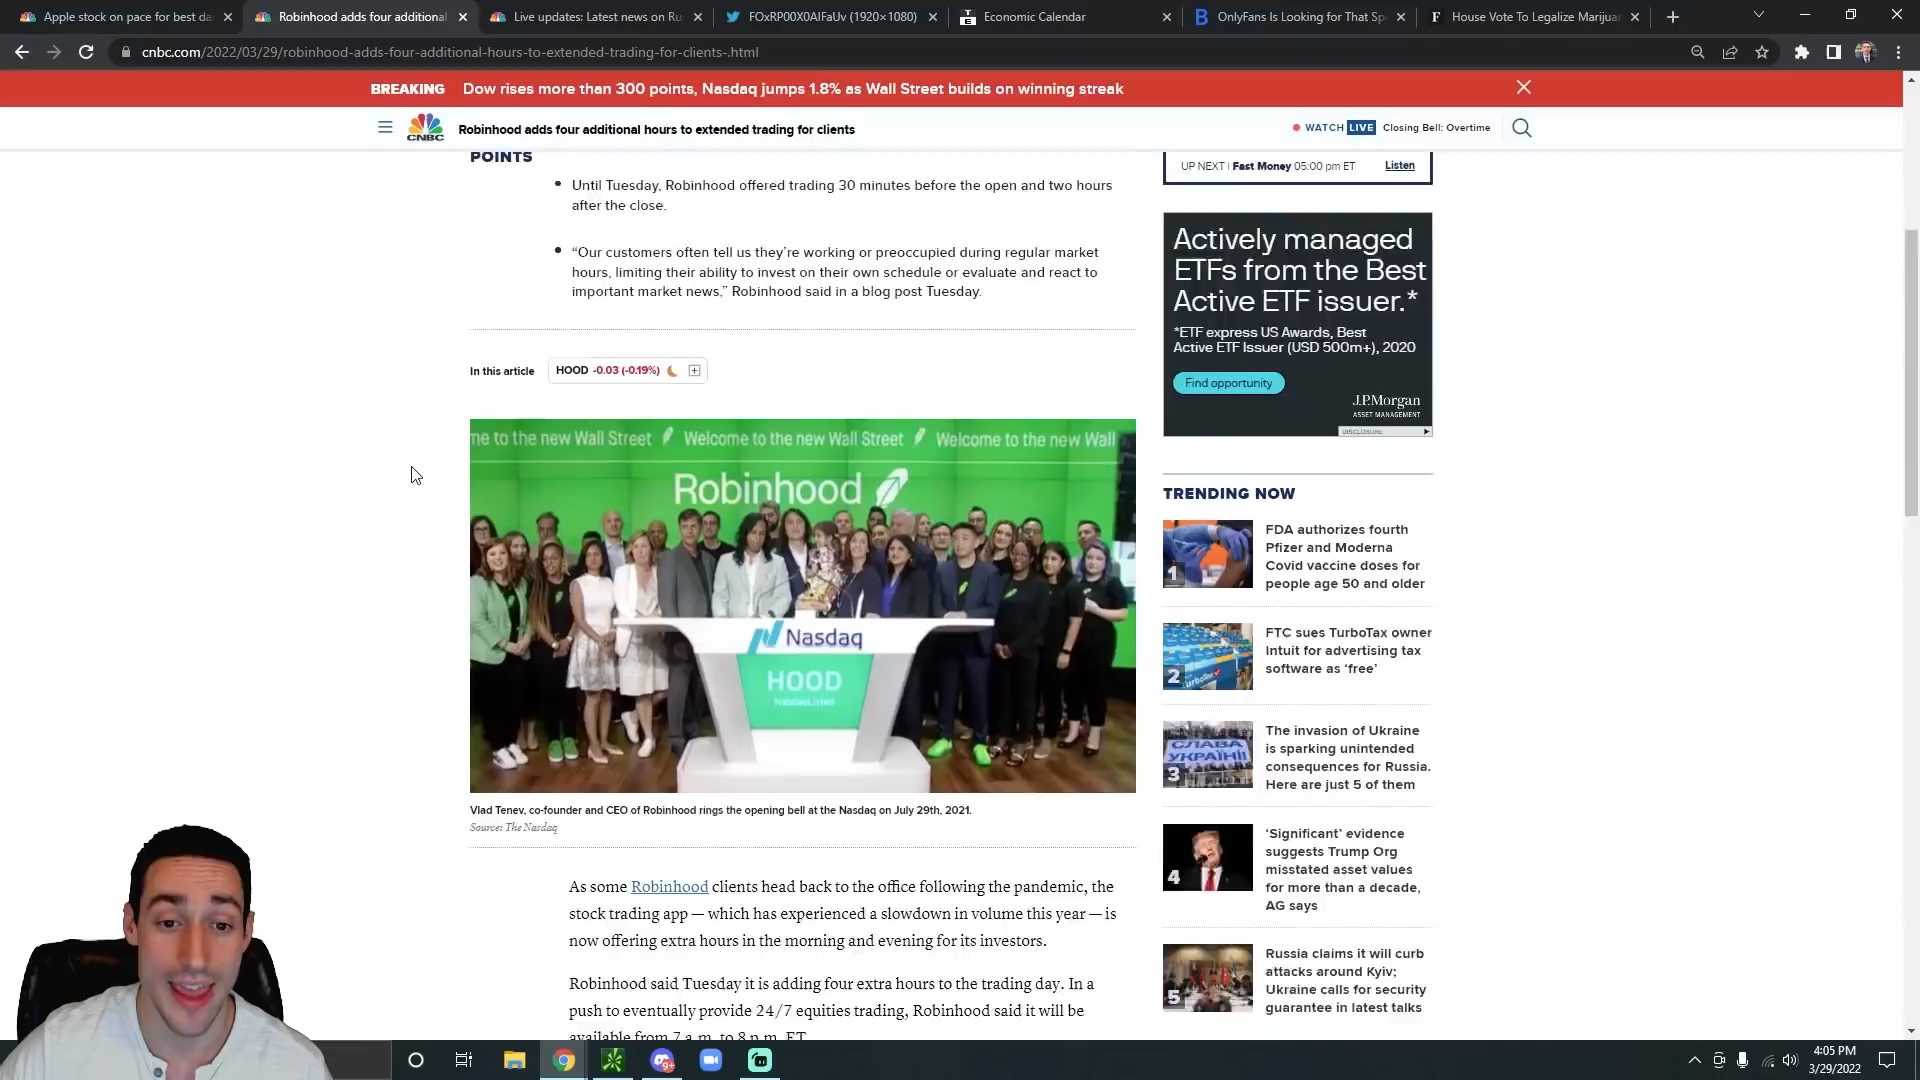 Apple stock on pace for best da
Robinhood adds four additional
Live updates: Latest news on Ru
FOxRP00X0AIFaUv (1920×1080)
Economic Calendar
OnlyFans Is Looking for That Sp
House Vote To Legalize Marijua
cnbc.com/2022/03/29/robinhood-adds-four-additional-hours-to-extended-trading-for-clients-.html
BREAKING Dow rises more than 300 points, Nasdaq jumps 1.8% as Wall Street builds on winning streak
CNBC
Robinhood adds four additional hours to extended trading for clients
WATCH LIVE Closing Bell: Overtime
POINTS
Until Tuesday, Robinhood offered trading 30 minutes before the open and two hours
after the close.
“Our customers often tell us they’re working or preoccupied during regular market
hours, limiting their ability to invest on their own schedule or evaluate and react to
important market news,” Robinhood said in a blog post Tuesday.
In this article HOOD -0.03 (-0.19%)
me to the new Wall Street Welcome to the new Wall Street Welcome to the new Wall
Robinhood
Nasdaq
HOOD
NasdaqListed
Vlad Tenev, co-founder and CEO of Robinhood rings the opening bell at the Nasdaq on July 29th, 2021.
Source: The Nasdaq
As some Robinhood clients head back to the office following the pandemic, the
stock trading app — which has experienced a slowdown in volume this year — is
now offering extra hours in the morning and evening for its investors.
Robinhood said Tuesday it is adding four extra hours to the trading day. In a
push to eventually provide 24/7 equities trading, Robinhood said it will be
available from 7 a.m. to 8 p.m. ET
UP NEXT | Fast Money 05:00 pm ET Listen
Actively managed
ETFs from the Best
Active ETF issuer.*
*ETF express US Awards, Best
Active ETF Issuer (USD 500m+), 2020
Find opportunity
J.P.Morgan
ASSET MANAGEMENT
DISCLOSURE
TRENDING NOW
1
FDA authorizes fourth
Pfizer and Moderna
Covid vaccine doses for
people age 50 and older
2
FTC sues TurboTax owner
Intuit for advertising tax
software as ‘free’
3
СЛАВА
УКРАЇНІ
The invasion of Ukraine
is sparking unintended
consequences for Russia.
Here are just 5 of them
4
‘Significant’ evidence
suggests Trump Org
misstated asset values
for more than a decade,
AG says
5
Russia claims it will curb
attacks around Kyiv;
Ukraine calls for security
guarantee in latest talks
4:05 PM
3/29/2022